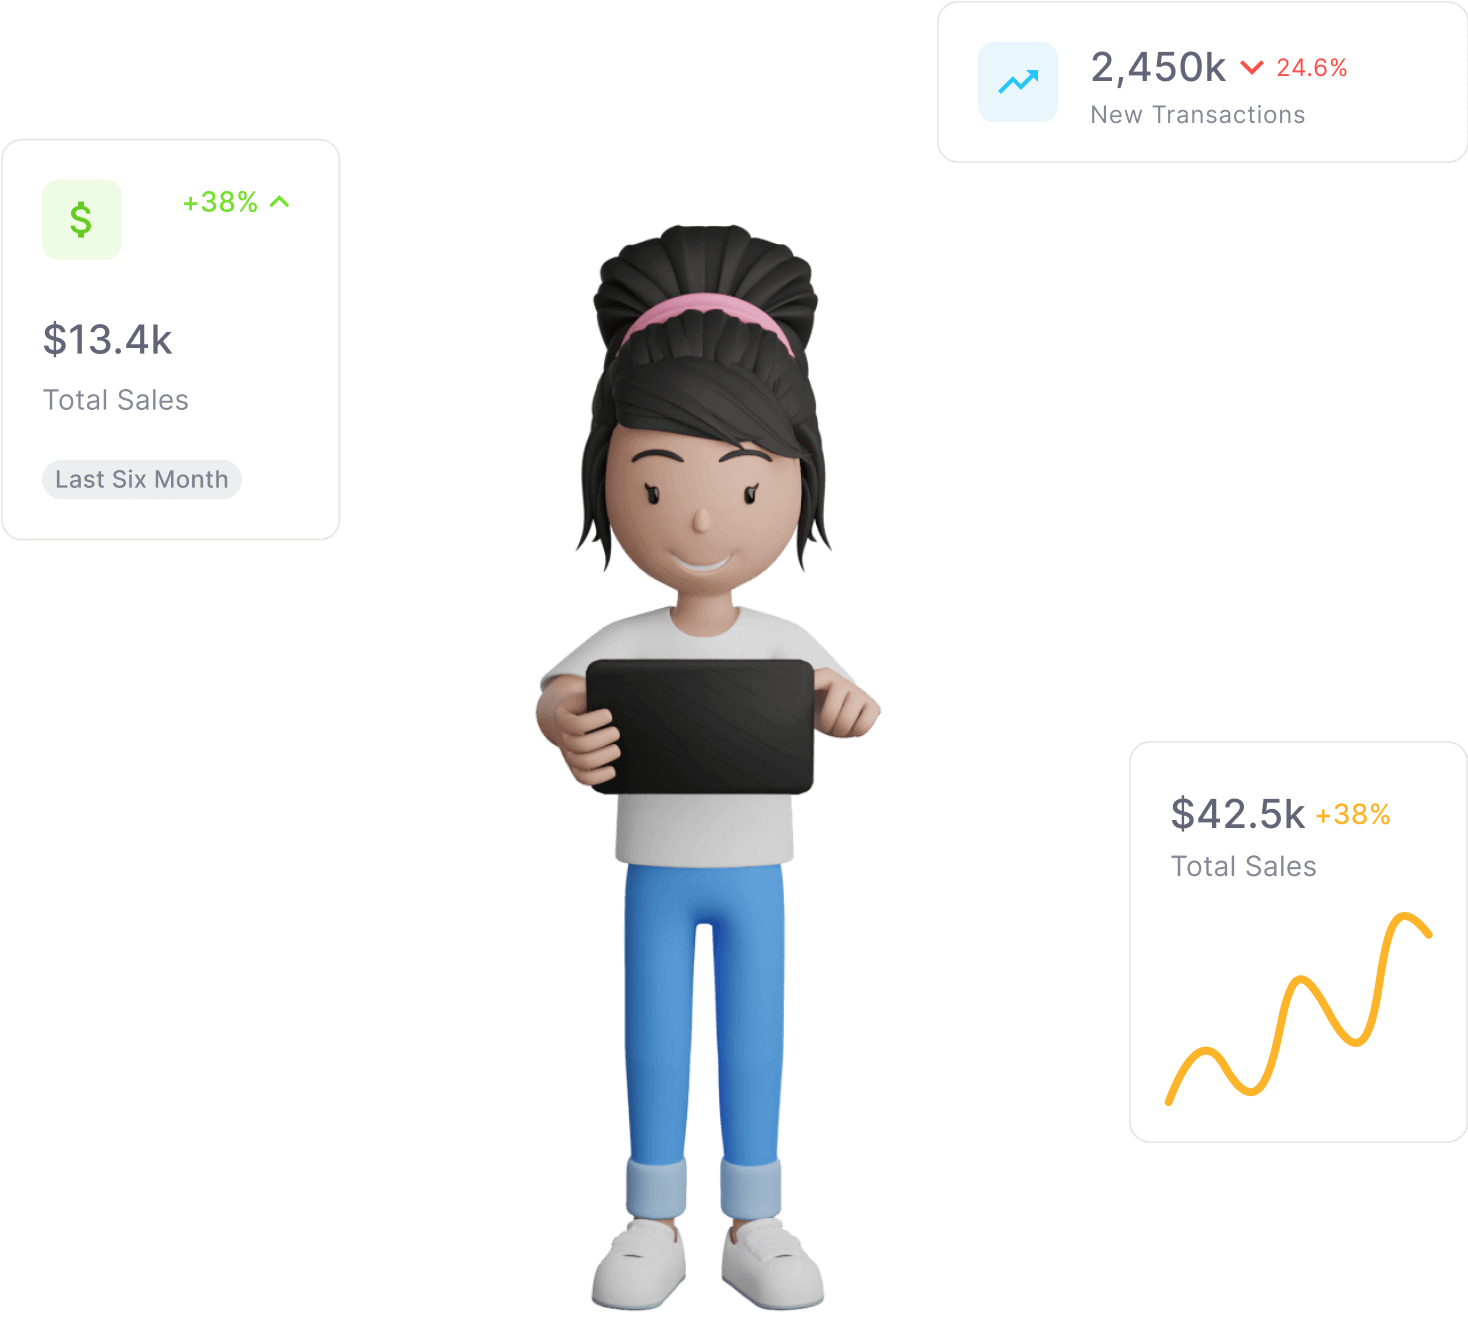 2,450k 24.6%
New Transactions
$
+38%
$13.4k
Total Sales
Last Six Month
$42.5k +38%
Total Sales